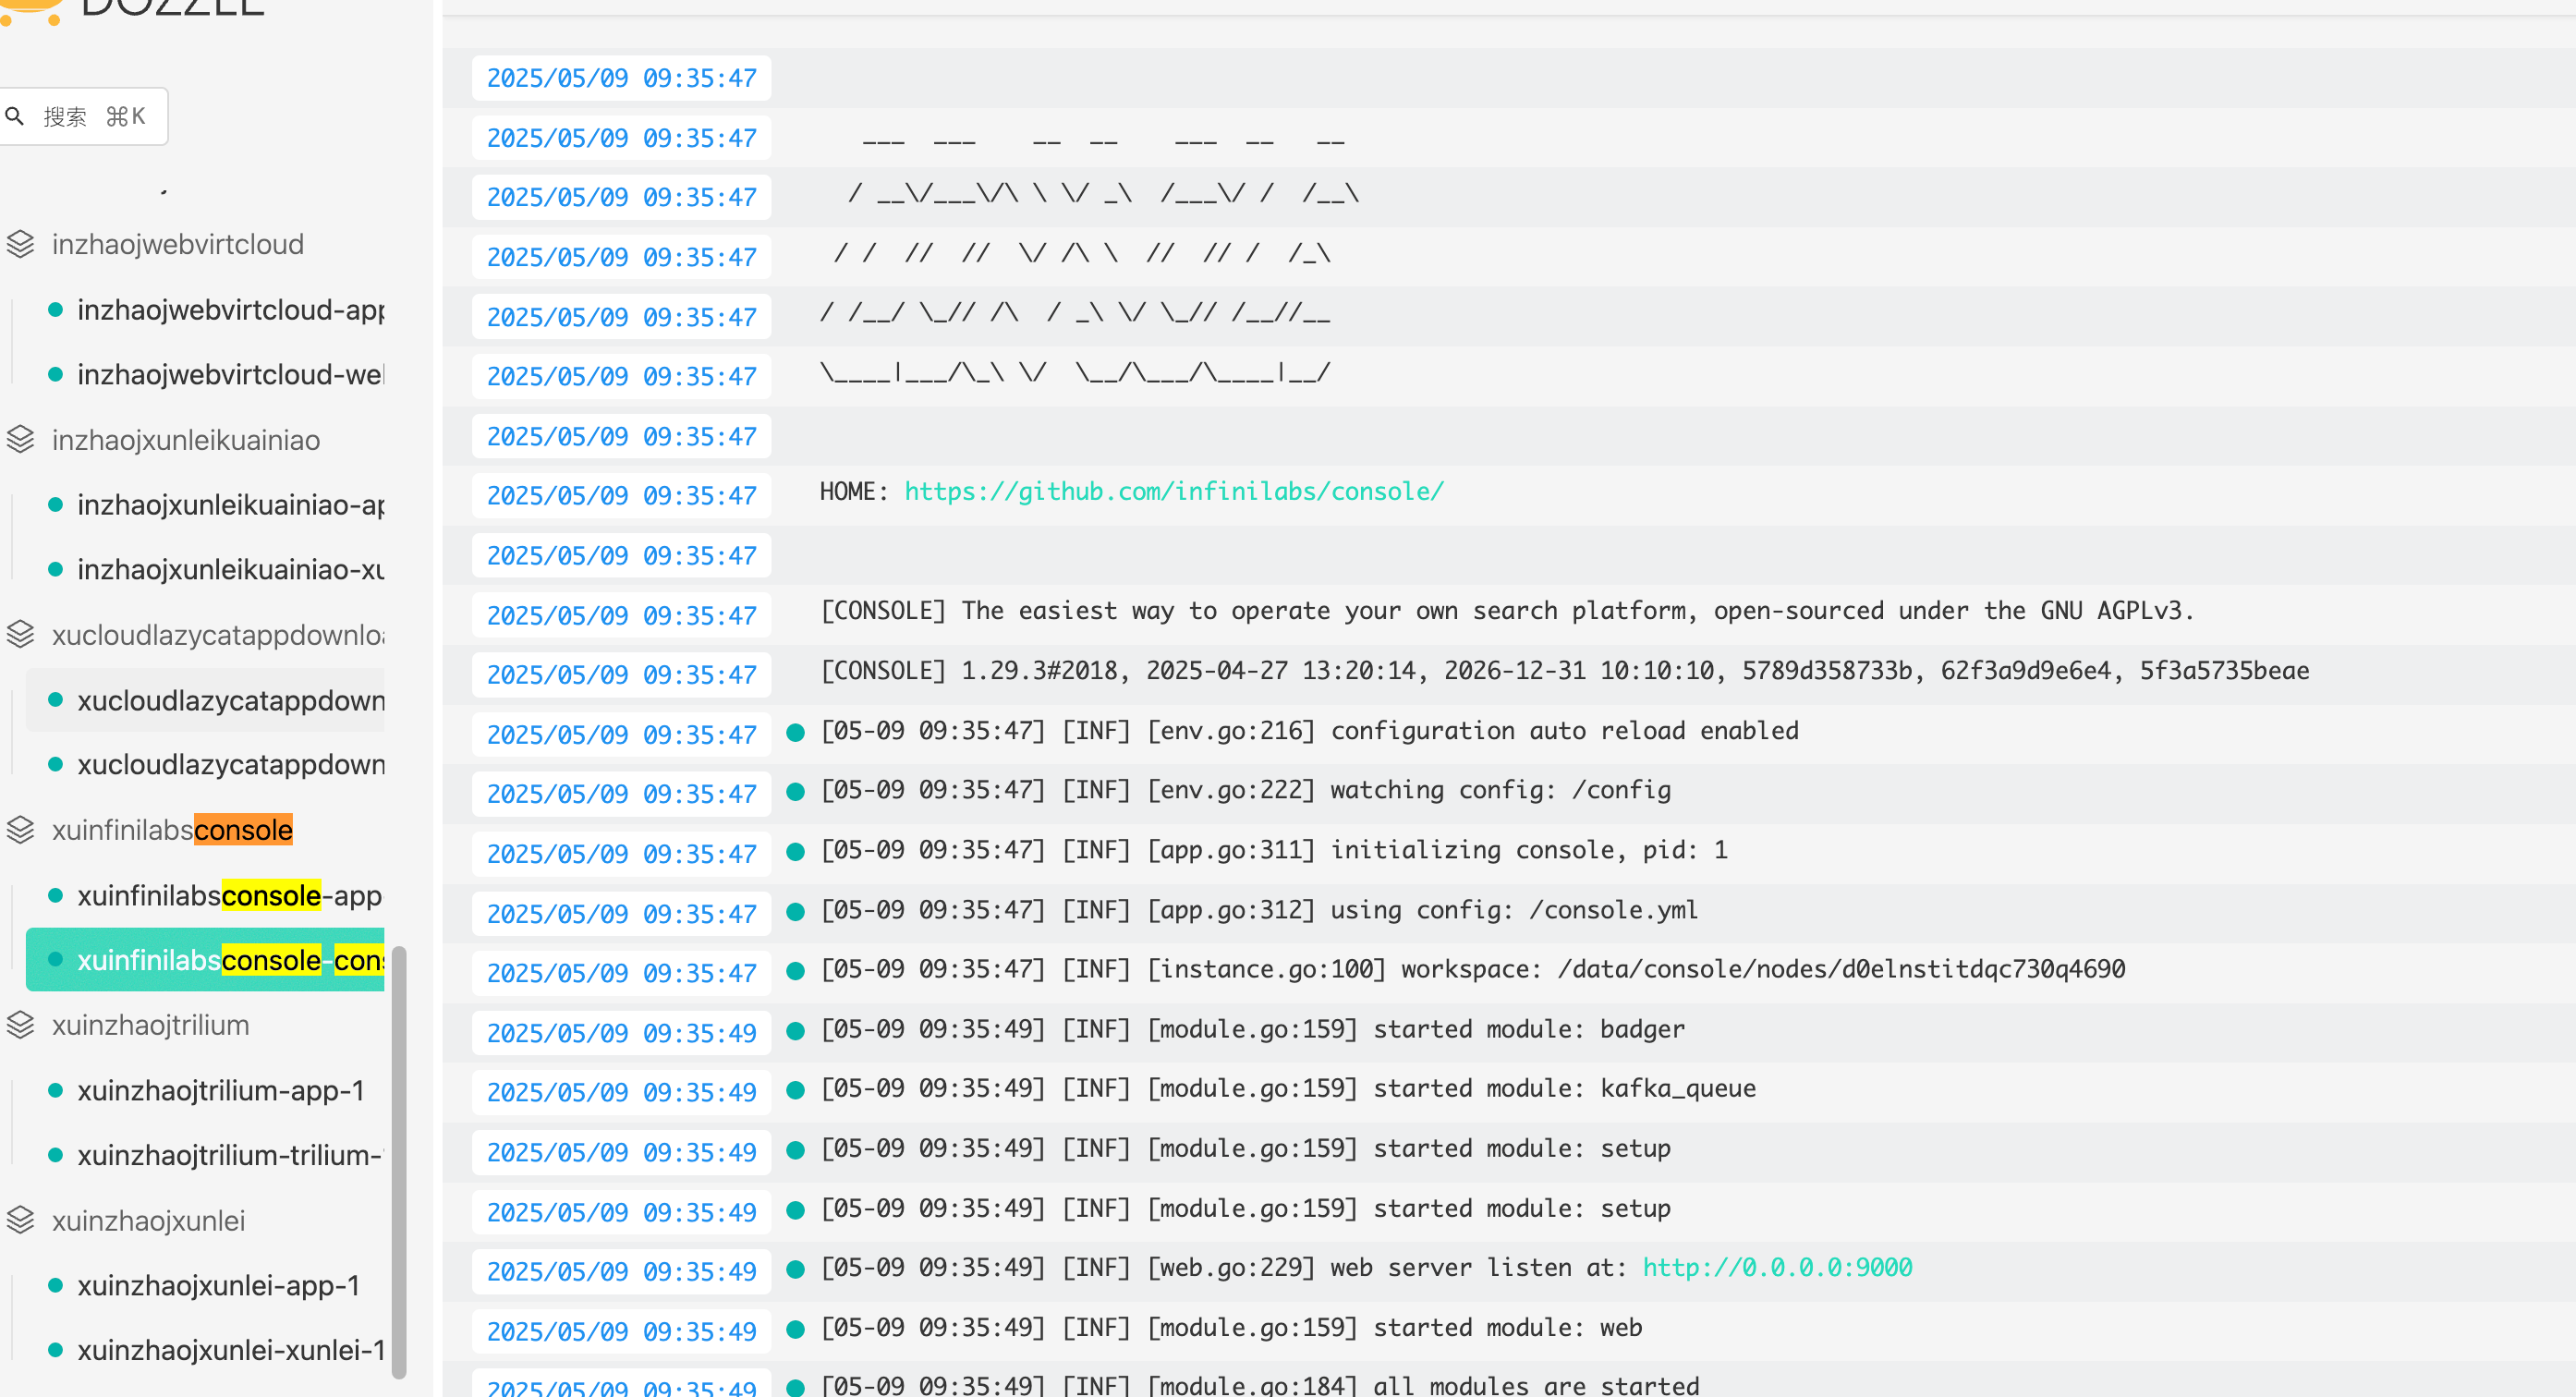 DOZZLE
搜索 ⌘K
inzhaojwebvirtcloud
inzhaojwebvirtcloud-app
inzhaojwebvirtcloud-we
inzhaojxunleikuainiao
inzhaojxunleikuainiao-ap
inzhaojxunleikuainiao-xu
xucloudlazycatappdownloa
xucloudlazycatappdown
xucloudlazycatappdown
xuinfinilabsconsole
xuinfinilabsconsole-app
xuinfinilabsconsole-cons
xuinzhaojtrilium
xuinzhaojtrilium-app-1
xuinzhaojtrilium-trilium-
xuinzhaojxunlei
xuinzhaojxunlei-app-1
xuinzhaojxunlei-xunlei-1
2025/05/09 09:35:47
2025/05/09 09:35:47    ___  ___    __  __    ___  __   __
2025/05/09 09:35:47   / __\/___\/\ \ \/ _\  /___\/ /  /__\
2025/05/09 09:35:47  / /  //  //  \/ /\ \  //  // /  /_\
2025/05/09 09:35:47 / /__/ \_// /\  / _\ \/ \_// /__//__
2025/05/09 09:35:47 \____|___/\_\ \/  \__/\___/\____|__/
2025/05/09 09:35:47
2025/05/09 09:35:47 HOME: https://github.com/infinilabs/console/
2025/05/09 09:35:47
2025/05/09 09:35:47 [CONSOLE] The easiest way to operate your own search platform, open-sourced under the GNU AGPLv3.
2025/05/09 09:35:47 [CONSOLE] 1.29.3#2018, 2025-04-27 13:20:14, 2026-12-31 10:10:10, 5789d358733b, 62f3a9d9e6e4, 5f3a5735beae
2025/05/09 09:35:47 [05-09 09:35:47] [INF] [env.go:216] configuration auto reload enabled
2025/05/09 09:35:47 [05-09 09:35:47] [INF] [env.go:222] watching config: /config
2025/05/09 09:35:47 [05-09 09:35:47] [INF] [app.go:311] initializing console, pid: 1
2025/05/09 09:35:47 [05-09 09:35:47] [INF] [app.go:312] using config: /console.yml
2025/05/09 09:35:47 [05-09 09:35:47] [INF] [instance.go:100] workspace: /data/console/nodes/d0elnstitdqc730q4690
2025/05/09 09:35:49 [05-09 09:35:49] [INF] [module.go:159] started module: badger
2025/05/09 09:35:49 [05-09 09:35:49] [INF] [module.go:159] started module: kafka_queue
2025/05/09 09:35:49 [05-09 09:35:49] [INF] [module.go:159] started module: setup
2025/05/09 09:35:49 [05-09 09:35:49] [INF] [module.go:159] started module: setup
2025/05/09 09:35:49 [05-09 09:35:49] [INF] [web.go:229] web server listen at: http://0.0.0.0:9000
2025/05/09 09:35:49 [05-09 09:35:49] [INF] [module.go:159] started module: web
2025/05/09 09:35:49 [05-09 09:35:49] [INF] [module.go:184] all modules are started